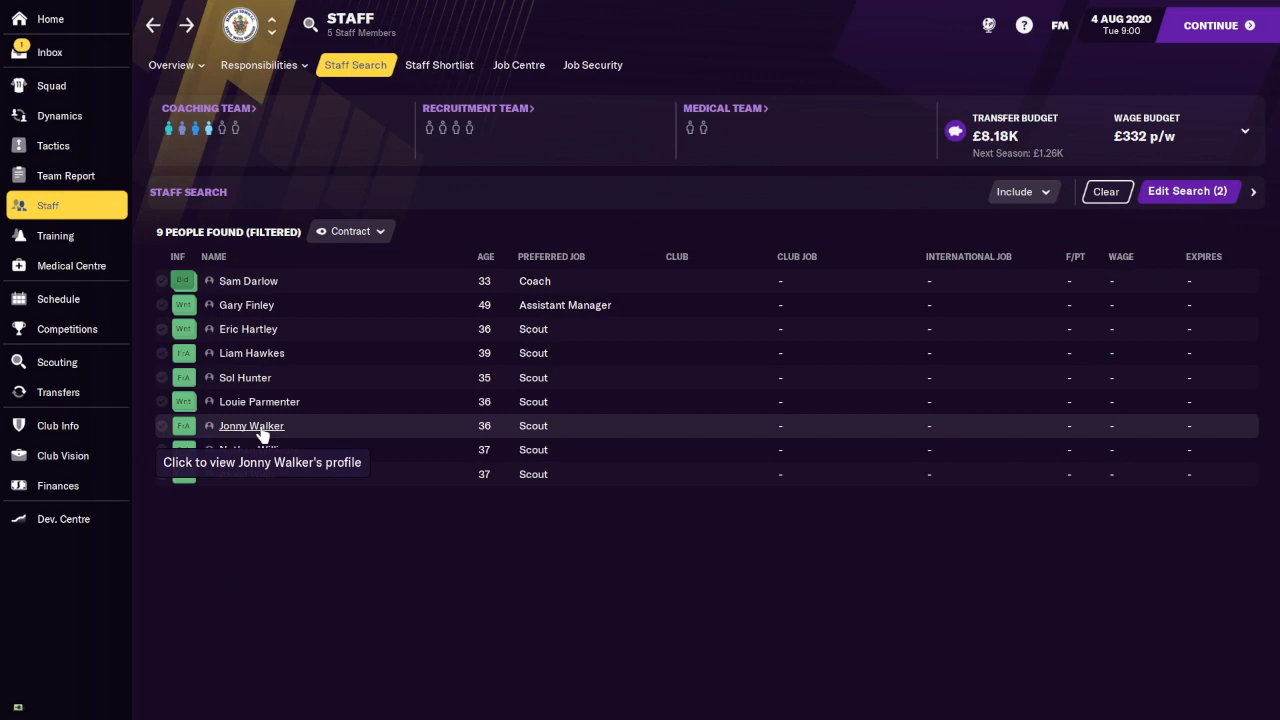 Home
STAFF
5 Staff Members
4 AUG 2020
Tue 9:00
FM
CONTINUE
1
Inbox
Overview
Responsibilities
Staff Search
Staff Shortlist
Job Centre
Job Security
Squad
Dynamics
Tactics
Team Report
Staff
Training
Medical Centre
Schedule
Competitions
Scouting
Transfers
Club Info
Club Vision
Finances
Dev. Centre
COACHING TEAM>
RECRUITMENT TEAM>
MEDICAL TEAM>
TRANSFER BUDGET
£8.18K
Next Season: £1.26K
WAGE BUDGET
£332 p/w
STAFF SEARCH
Include
Clear
Edit Search (2)
9 PEOPLE FOUND (FILTERED)
Contract
INF NAME AGE PREFERRED JOB CLUB CLUB JOB INTERNATIONAL JOB F/PT WAGE EXPIRES
Bid Sam Darlow 33 Coach - - - - -
Wnt Gary Finley 49 Assistant Manager - - - - -
Wnt Eric Hartley 36 Scout - - - - -
FrA Liam Hawkes 39 Scout - - - - -
FrA Sol Hunter 35 Scout - - - - -
Wnt Louie Parmenter 36 Scout - - - - -
FrA Jonny Walker 36 Scout - - - - -
37 Scout - - - - -
Click to view Jonny Walker's profile
37 Scout - - - - -